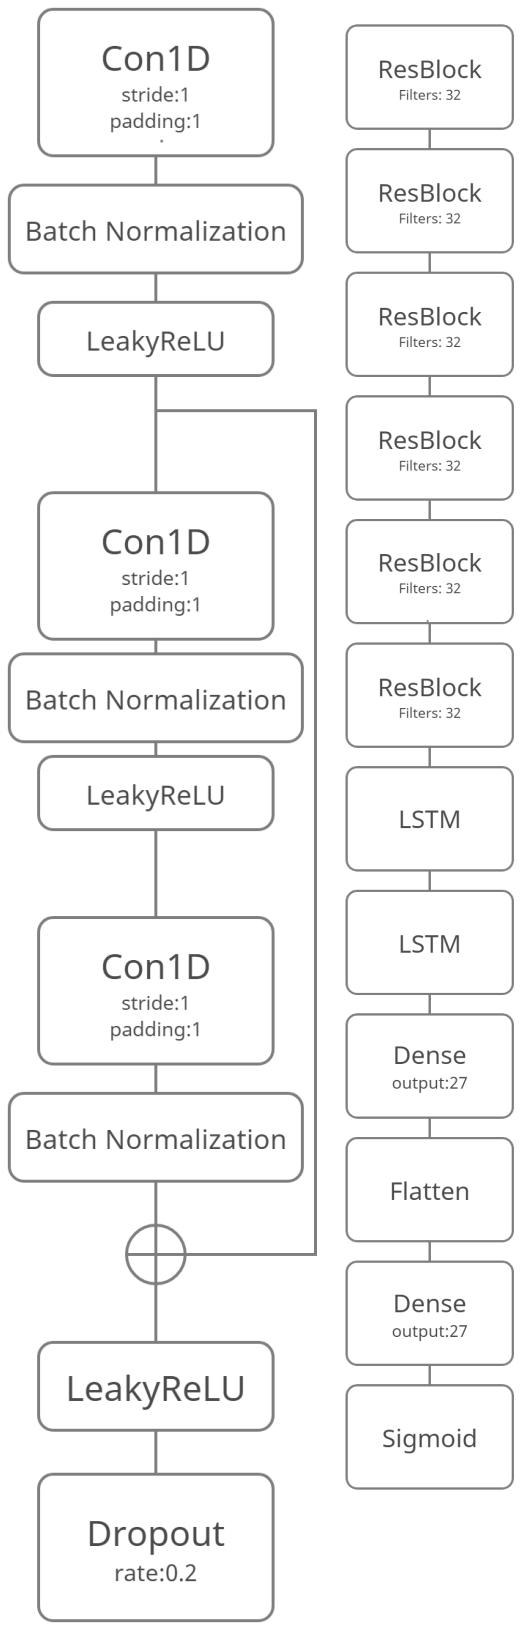 Con1D
stride:1
padding:1
Batch Normalization
LeakyReLU
Con1D
stride:1
padding:1
Batch Normalization
LeakyReLU
Con1D
stride:1
padding:1
Batch Normalization
LeakyReLU
Dropout
rate:0.2
ResBlock
Filters: 32
ResBlock
Filters: 32
ResBlock
Filters: 32
ResBlock
Filters: 32
ResBlock
Filters: 32
ResBlock
Filters: 32
LSTM
LSTM
Dense
output:27
Flatten
Dense
output:27
Sigmoid